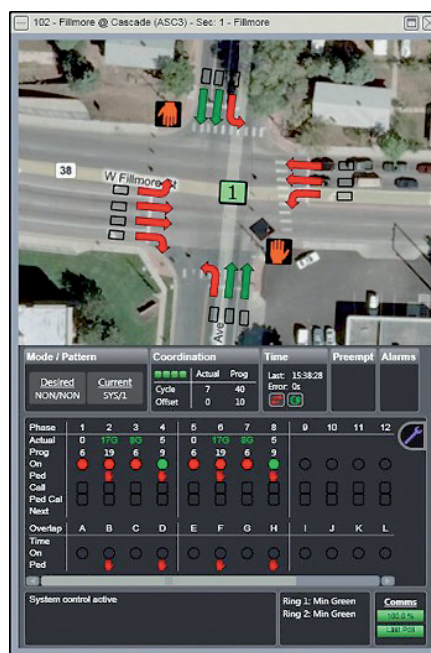 102 - Fillmore @ Cascade (ASC3) - Sec: 1 - Fillmore
38
W Fillmore St
1
Ave
Mode / Pattern
Desired Current
NON/NON SYS/1
Coordination
Actual Prog
Cycle 7 40
Offset 0 10
Time
Last: 15:38:28
Error: 0s
Preempt
Alarms
Phase 1 2 3 4 5 6 7 8 9 10 11 12
Actual 0 17G 8G 5 0 17G 8G 5
Prog 6 19 6 9 6 19 6 9
On
Ped
Call
Ped Cal
Next
Overlap A B C D E F G H I J K L
Time
On
Ped
System control active
Ring 1: Min Green
Ring 2: Min Green
Comms
100.0 %
Last Poll